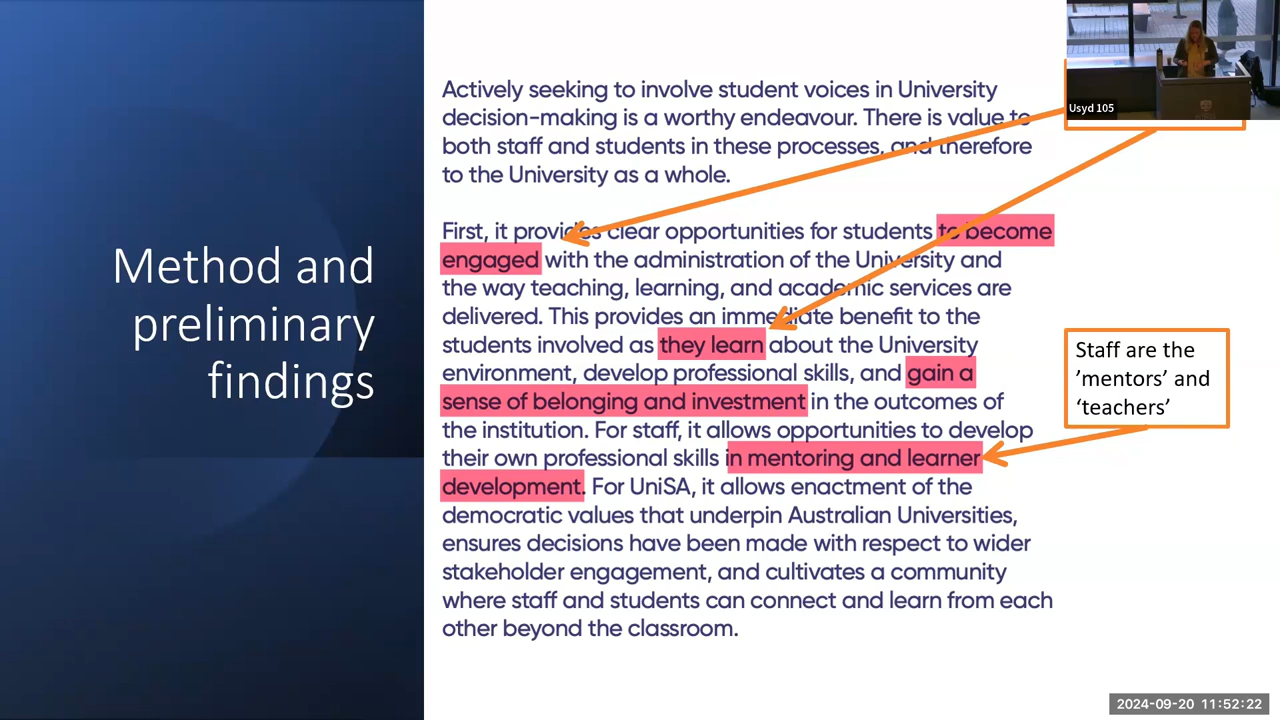 Method and
preliminary
findings
Actively seeking to involve student voices in University
decision-making is a worthy endeavour. There is value to
both staff and students in these processes, and therefore
to the University as a whole.
First, it provides clear opportunities for students to become
engaged with the administration of the University and
the way teaching, learning, and academic services are
delivered. This provides an immediate benefit to the
students involved as they learn about the University
environment, develop professional skills, and gain a
sense of belonging and investment in the outcomes of
the institution. For staff, it allows opportunities to develop
their own professional skills in mentoring and learner
development. For UniSA, it allows enactment of the
democratic values that underpin Australian Universities,
ensures decisions have been made with respect to wider
stakeholder engagement, and cultivates a community
where staff and students can connect and learn from each
other beyond the classroom.
Usyd 105
Staff are the
’mentors’ and
‘teachers’
2024-09-20 11:52:22